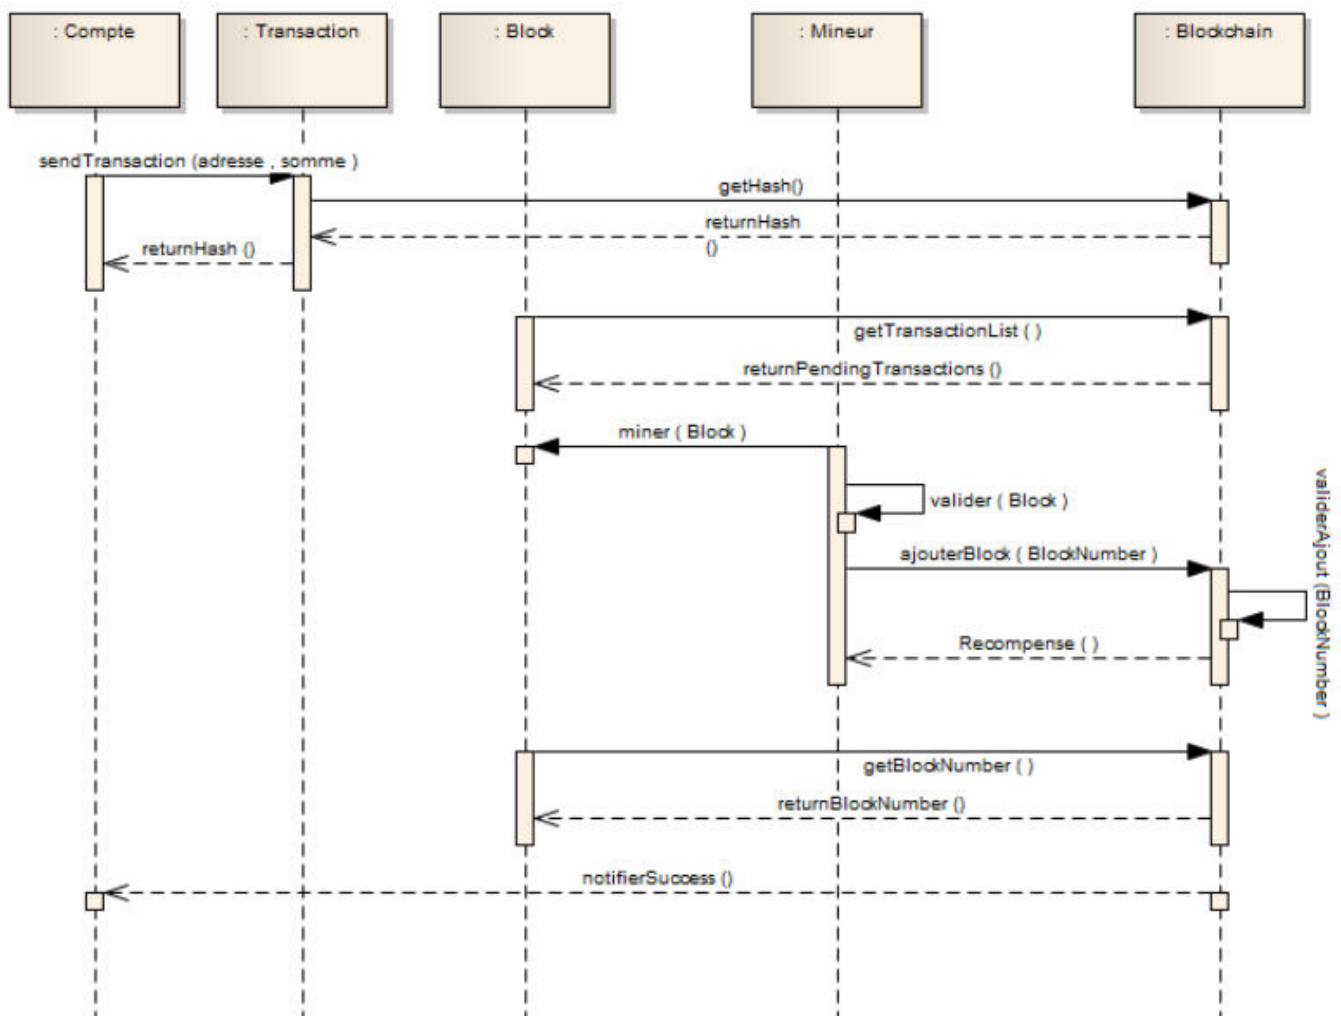 : Compte
: Transaction
: Block
: Mineur
: Blockchain
sendTransaction (adresse , somme )
getHash()
returnHash
()
returnHash ()
getTransactionList ( )
returnPendingTransactions ()
miner ( Block )
valider ( Block )
validerAjout (BlockNumber )
ajouterBlock ( BlockNumber )
Recompense ( )
getBlockNumber ( )
returnBlockNumber ()
notifierSuccess ()